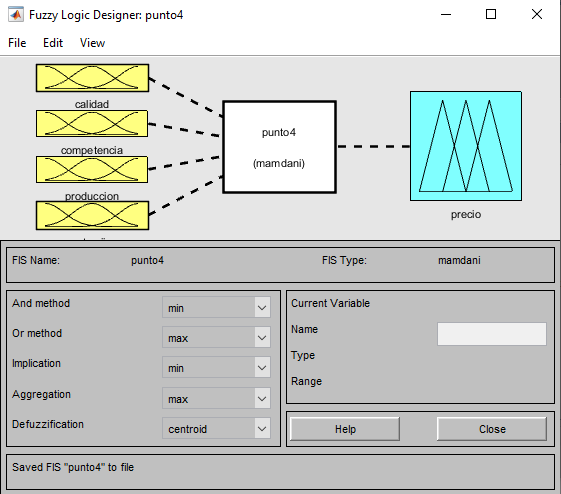 Fuzzy Logic Designer: punto4
File Edit View
calidad
competencia
produccion
punto4
(mamdani)
precio
FIS Name: punto4 FIS Type: mamdani
And method min
Or method max
Implication min
Aggregation max
Defuzzification centroid
Current Variable
Name
Type
Range
Help Close
Saved FIS "punto4" to file